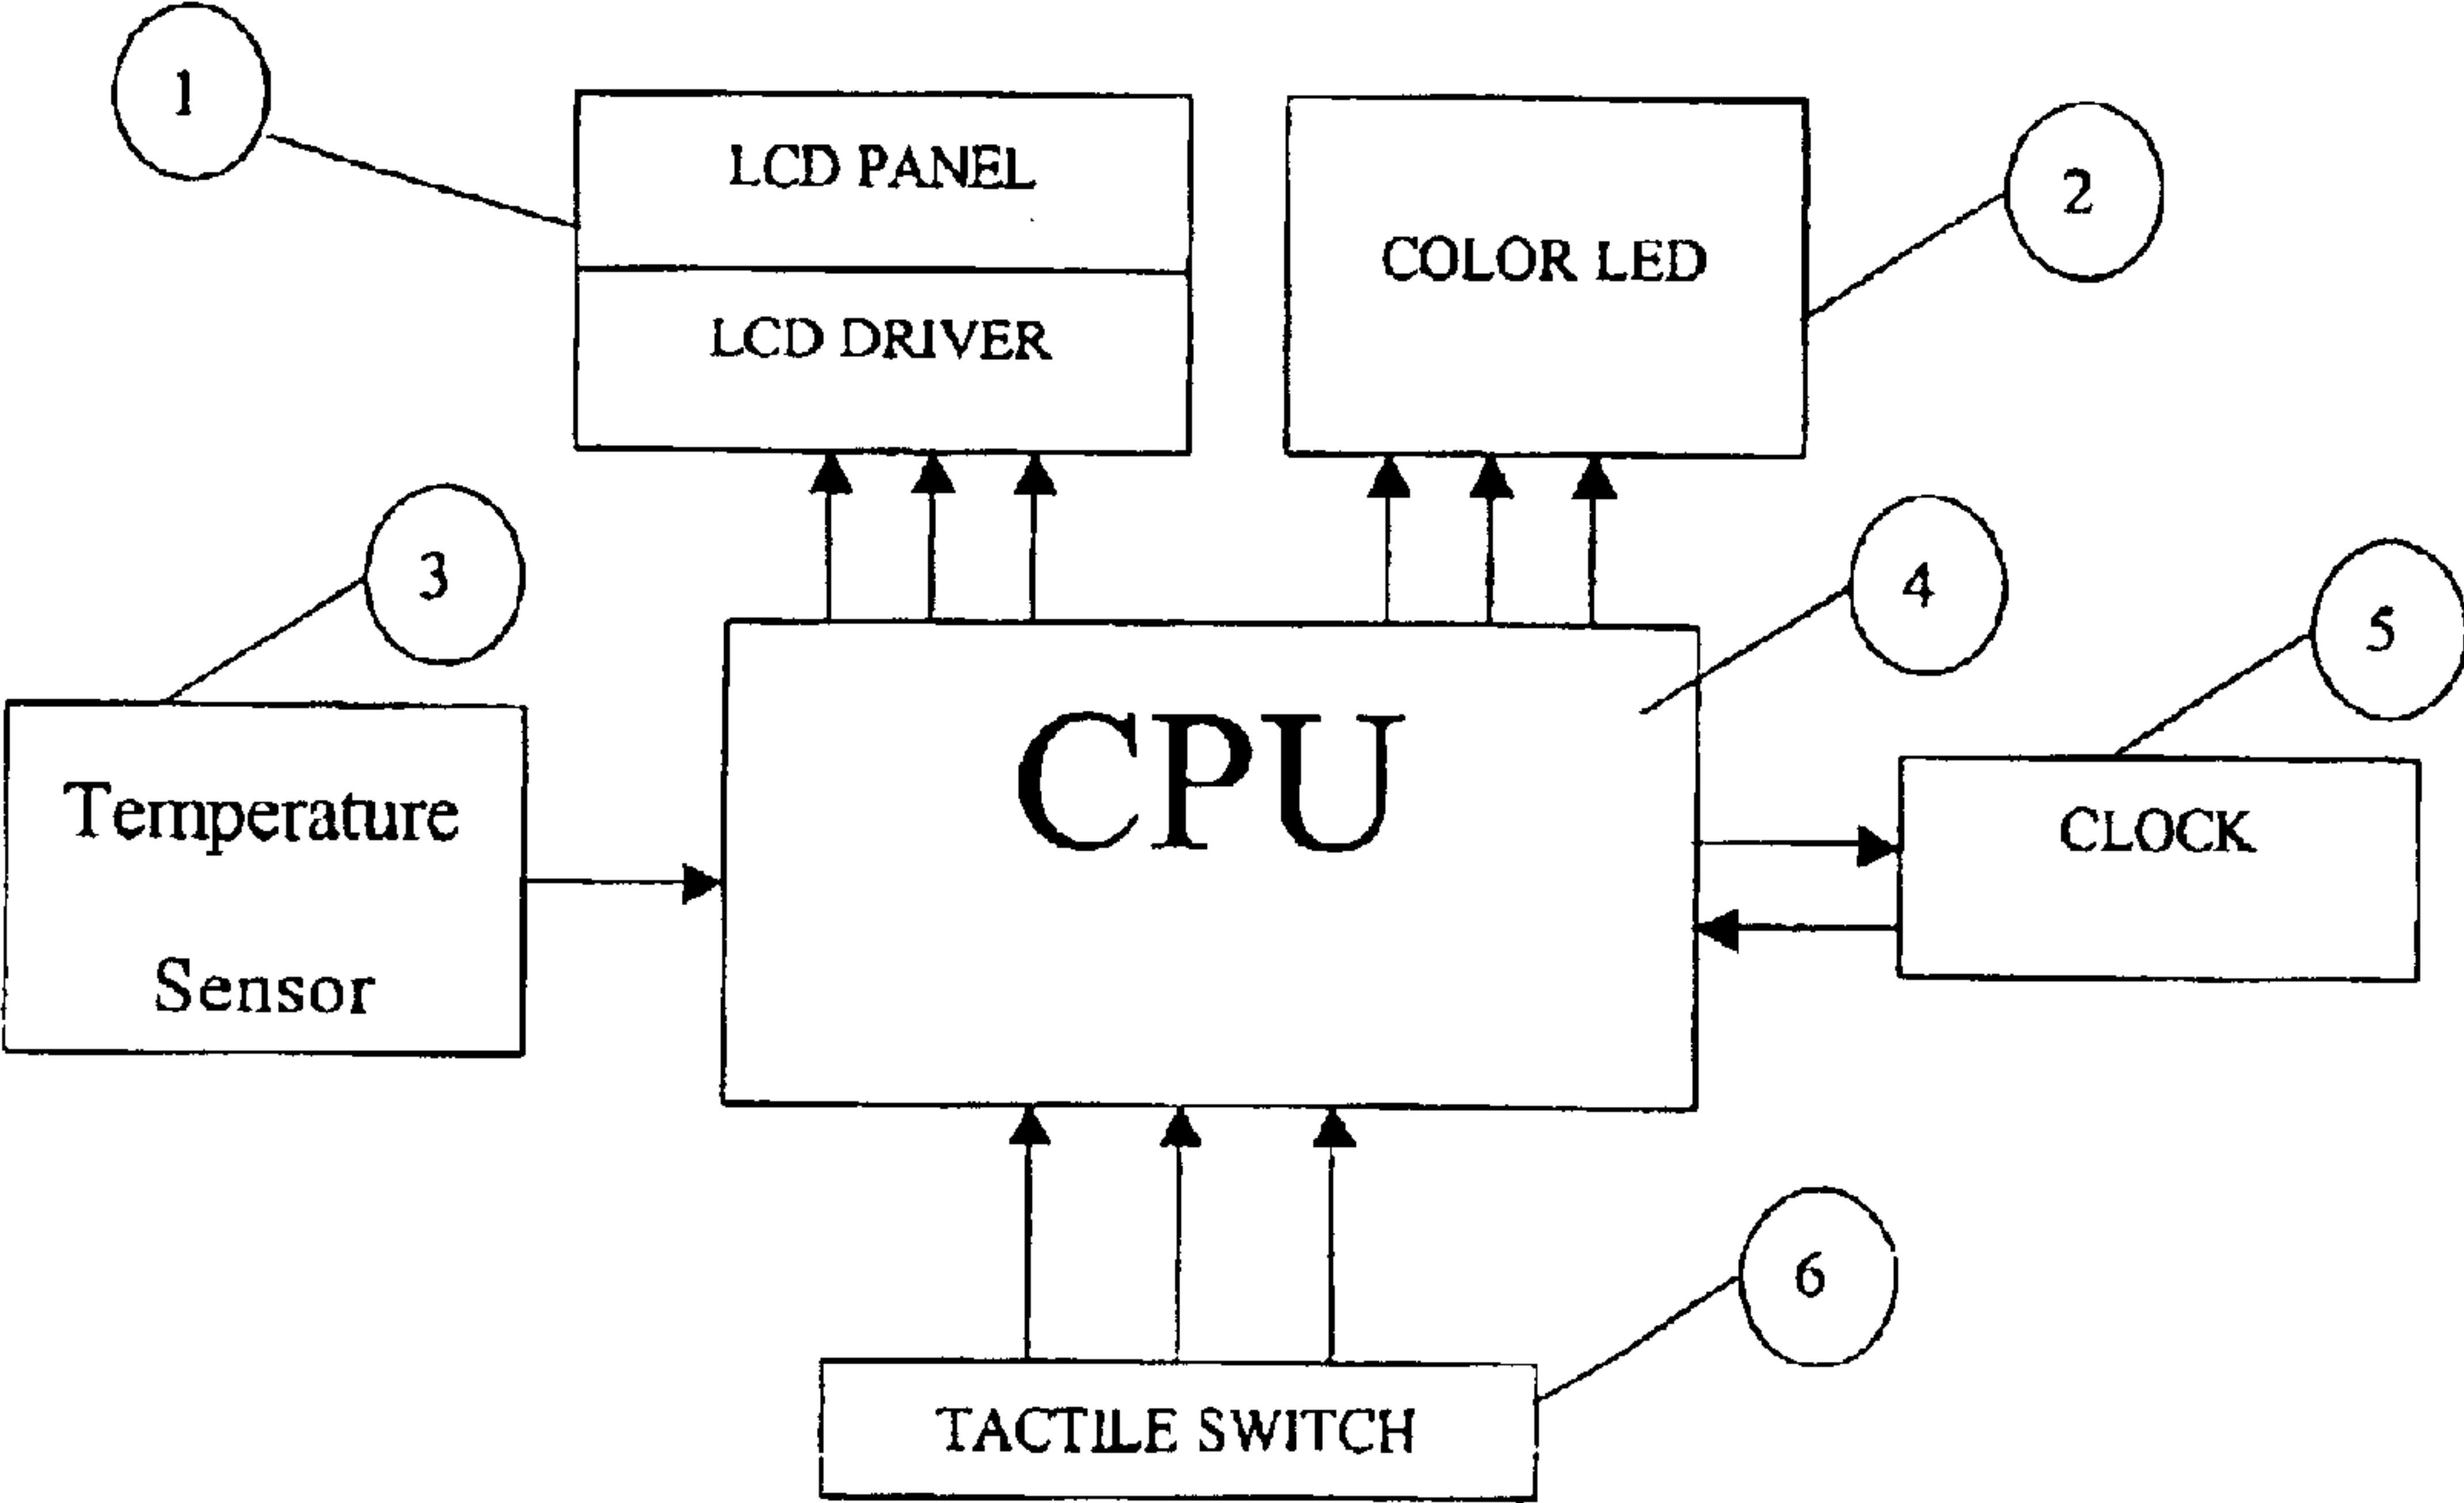 1
LCD PANEL
COLOR LED
2
LCD DRIVER
3
4
5
Temperature
Sensor
CPU
CLOCK
6
TACTILE SWITCH